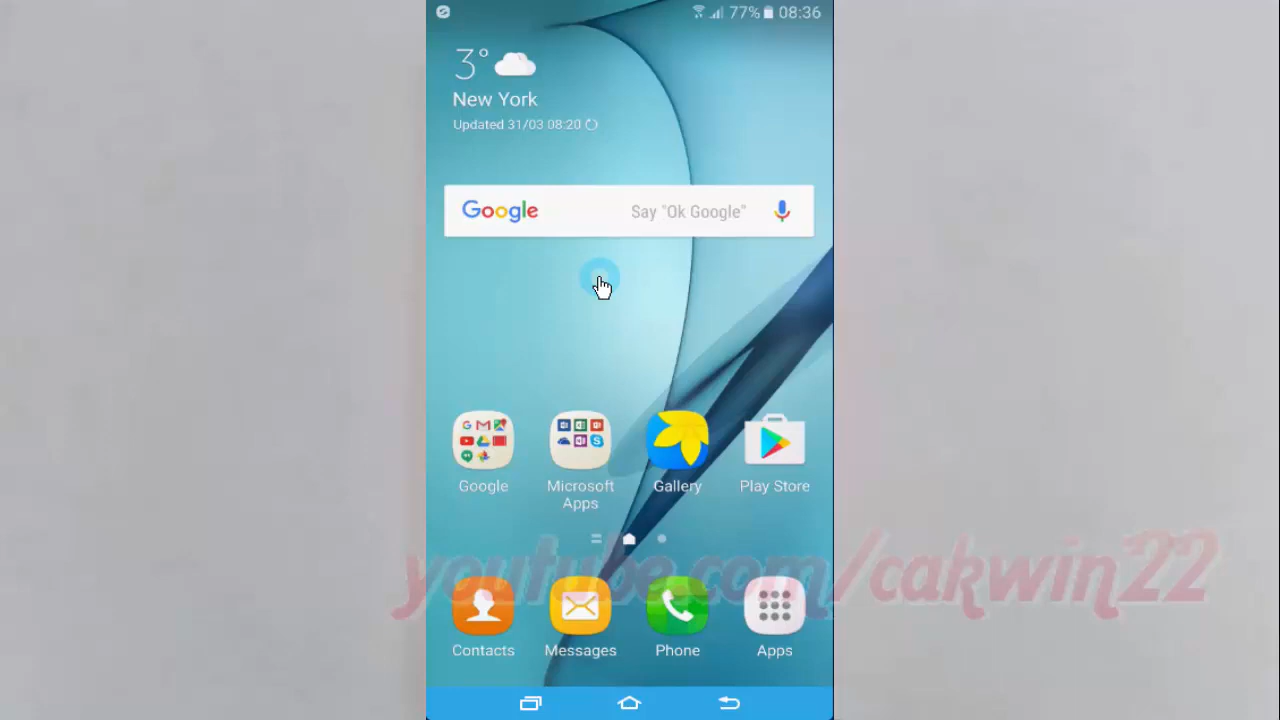 77% 08:36
3°
New York
Updated 31/03 08:20
Google Say "Ok Google"
Google Microsoft Apps Gallery Play Store
youtube.com/cakwin22
Contacts Messages Phone Apps